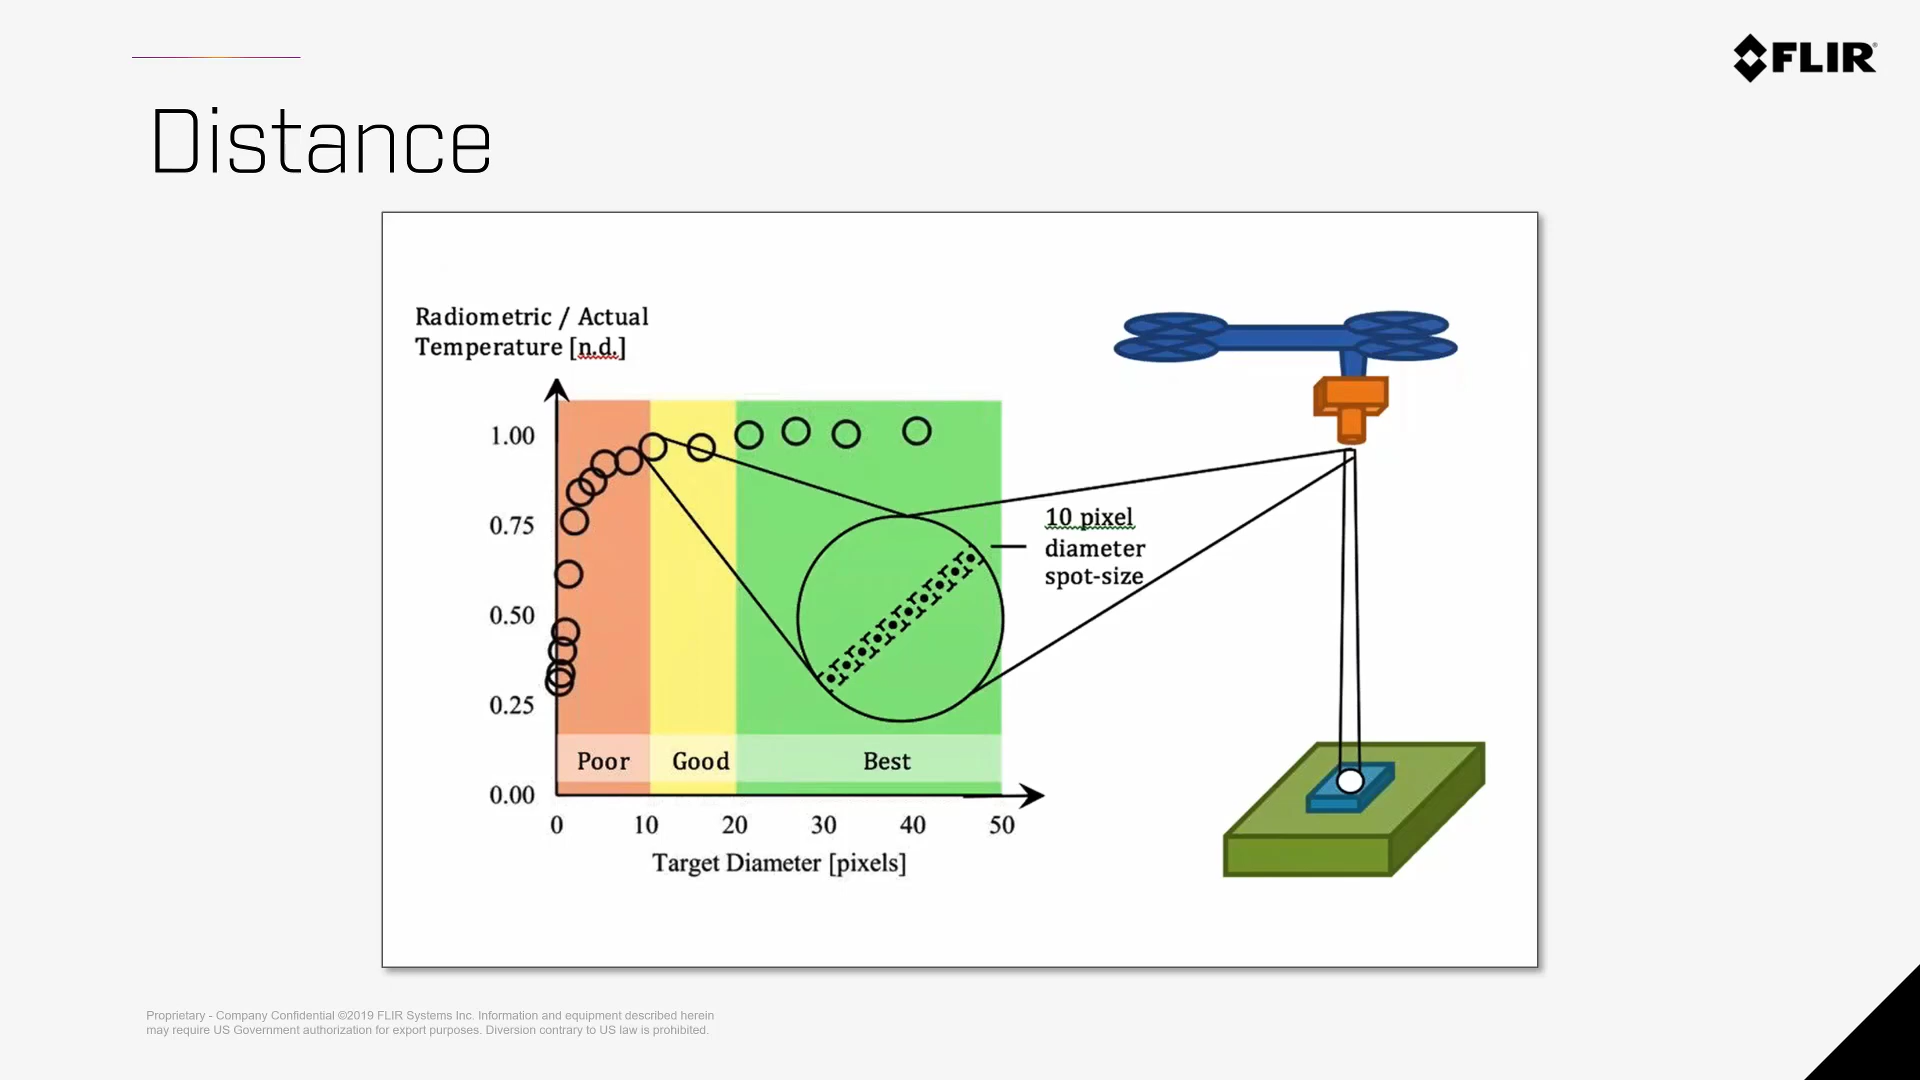 FLIR
Distance
Radiometric / Actual
Temperature [n.d.]
1.00
0.75
0.50
0.25
0.00
Poor
Good
Best
0
10
20
30
40
50
Target Diameter [pixels]
10 pixel
diameter
spot-size
Proprietary - Company Confidential ©2019 FLIR Systems Inc. Information and equipment described herein
may require US Government authorization for export purposes. Diversion contrary to US law is prohibited.